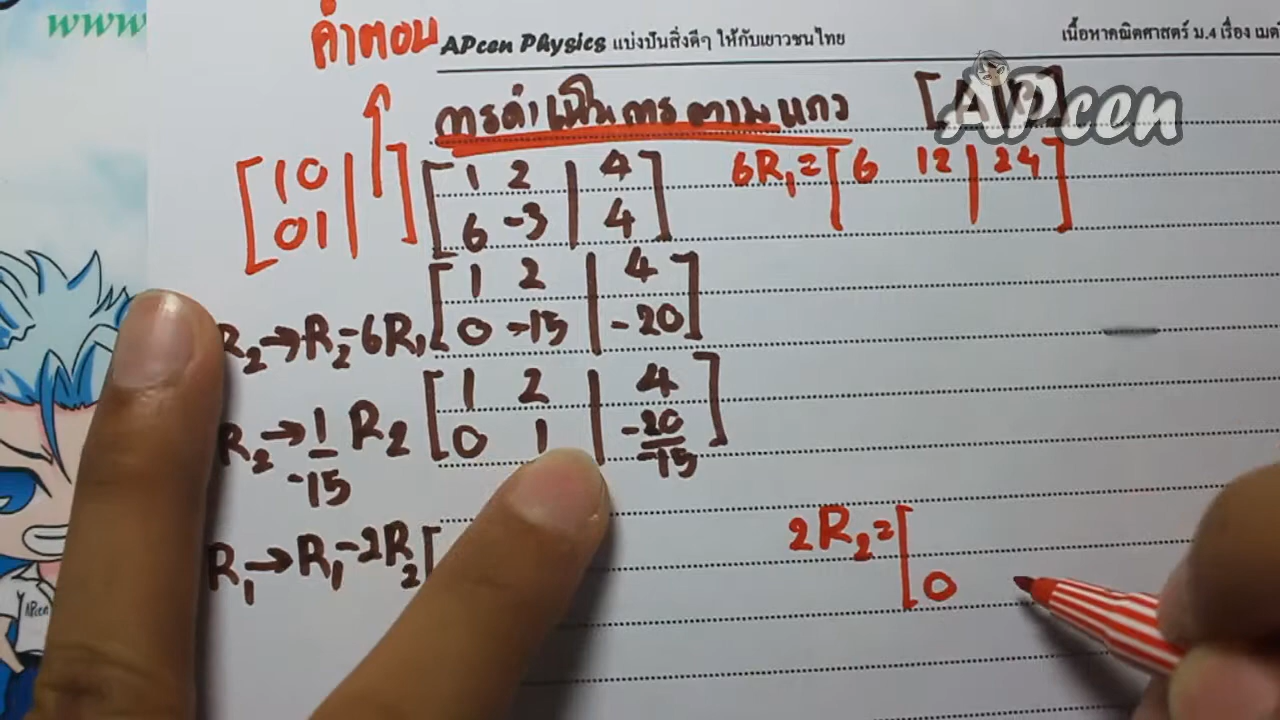 www
คำตอบ
APcen Physics แบ่งปันสิ่งดีๆ ให้กับเยาวชนไทย
เนื้อหาคณิตศาสตร์ ม.4 เรื่อง
การดำเนินการตามแถว
[A|B]
APcen
[1 0 |
0 1 | ]
[1 2 | 4
6 -3 | 4]
6R₁=[6 12 | 24 ]
R₂→R₂-6R₁ [1 2 | 4
0 -15 | -20]
R₂→1/-15 R₂ [1 2 | 4
0 1 | -20/-15]
R₁→R₁-2R₂ [
2R₂=[
0
APcen